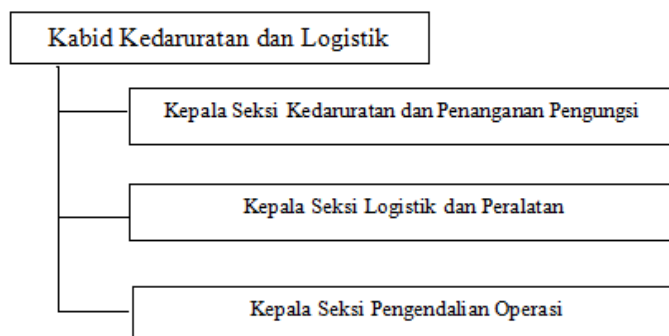 Kabid Kedaruratan dan Logistik
Kepala Seksi Kedaruratan dan Penanganan Pengungsi
Kepala Seksi Logistik dan Peralatan
Kepala Seksi Pengendalian Operasi